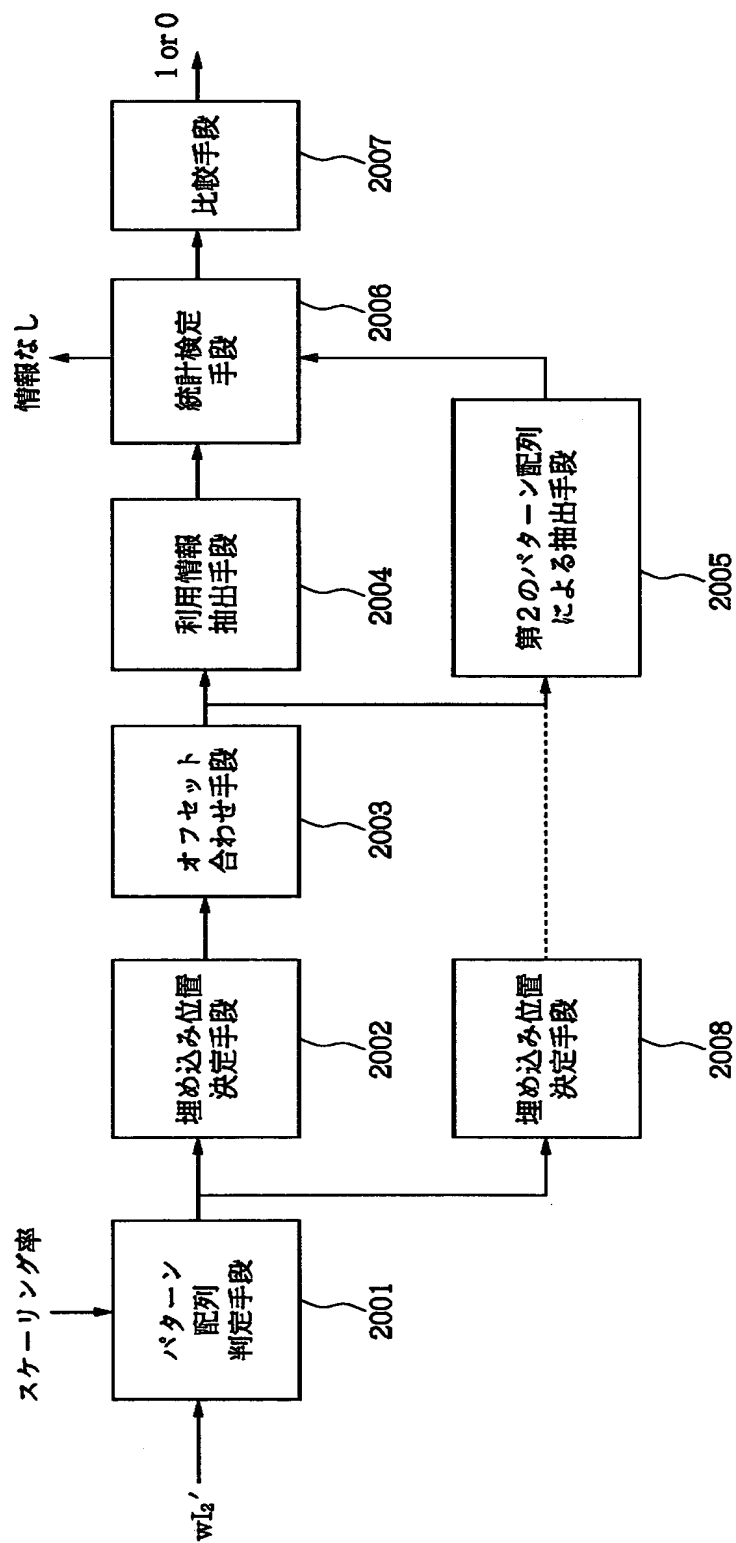 wI₂′
スケーリング率
パターン
配列
判定手段
2001
埋め込み位置
決定手段
2002
オフセット
合わせ手段
2003
利用情報
抽出手段
2004
情報なし
統計検定
手段
2006
比較手段
2007
1 or 0
埋め込み位置
決定手段
2008
第2のパターン配列
による抽出手段
2005